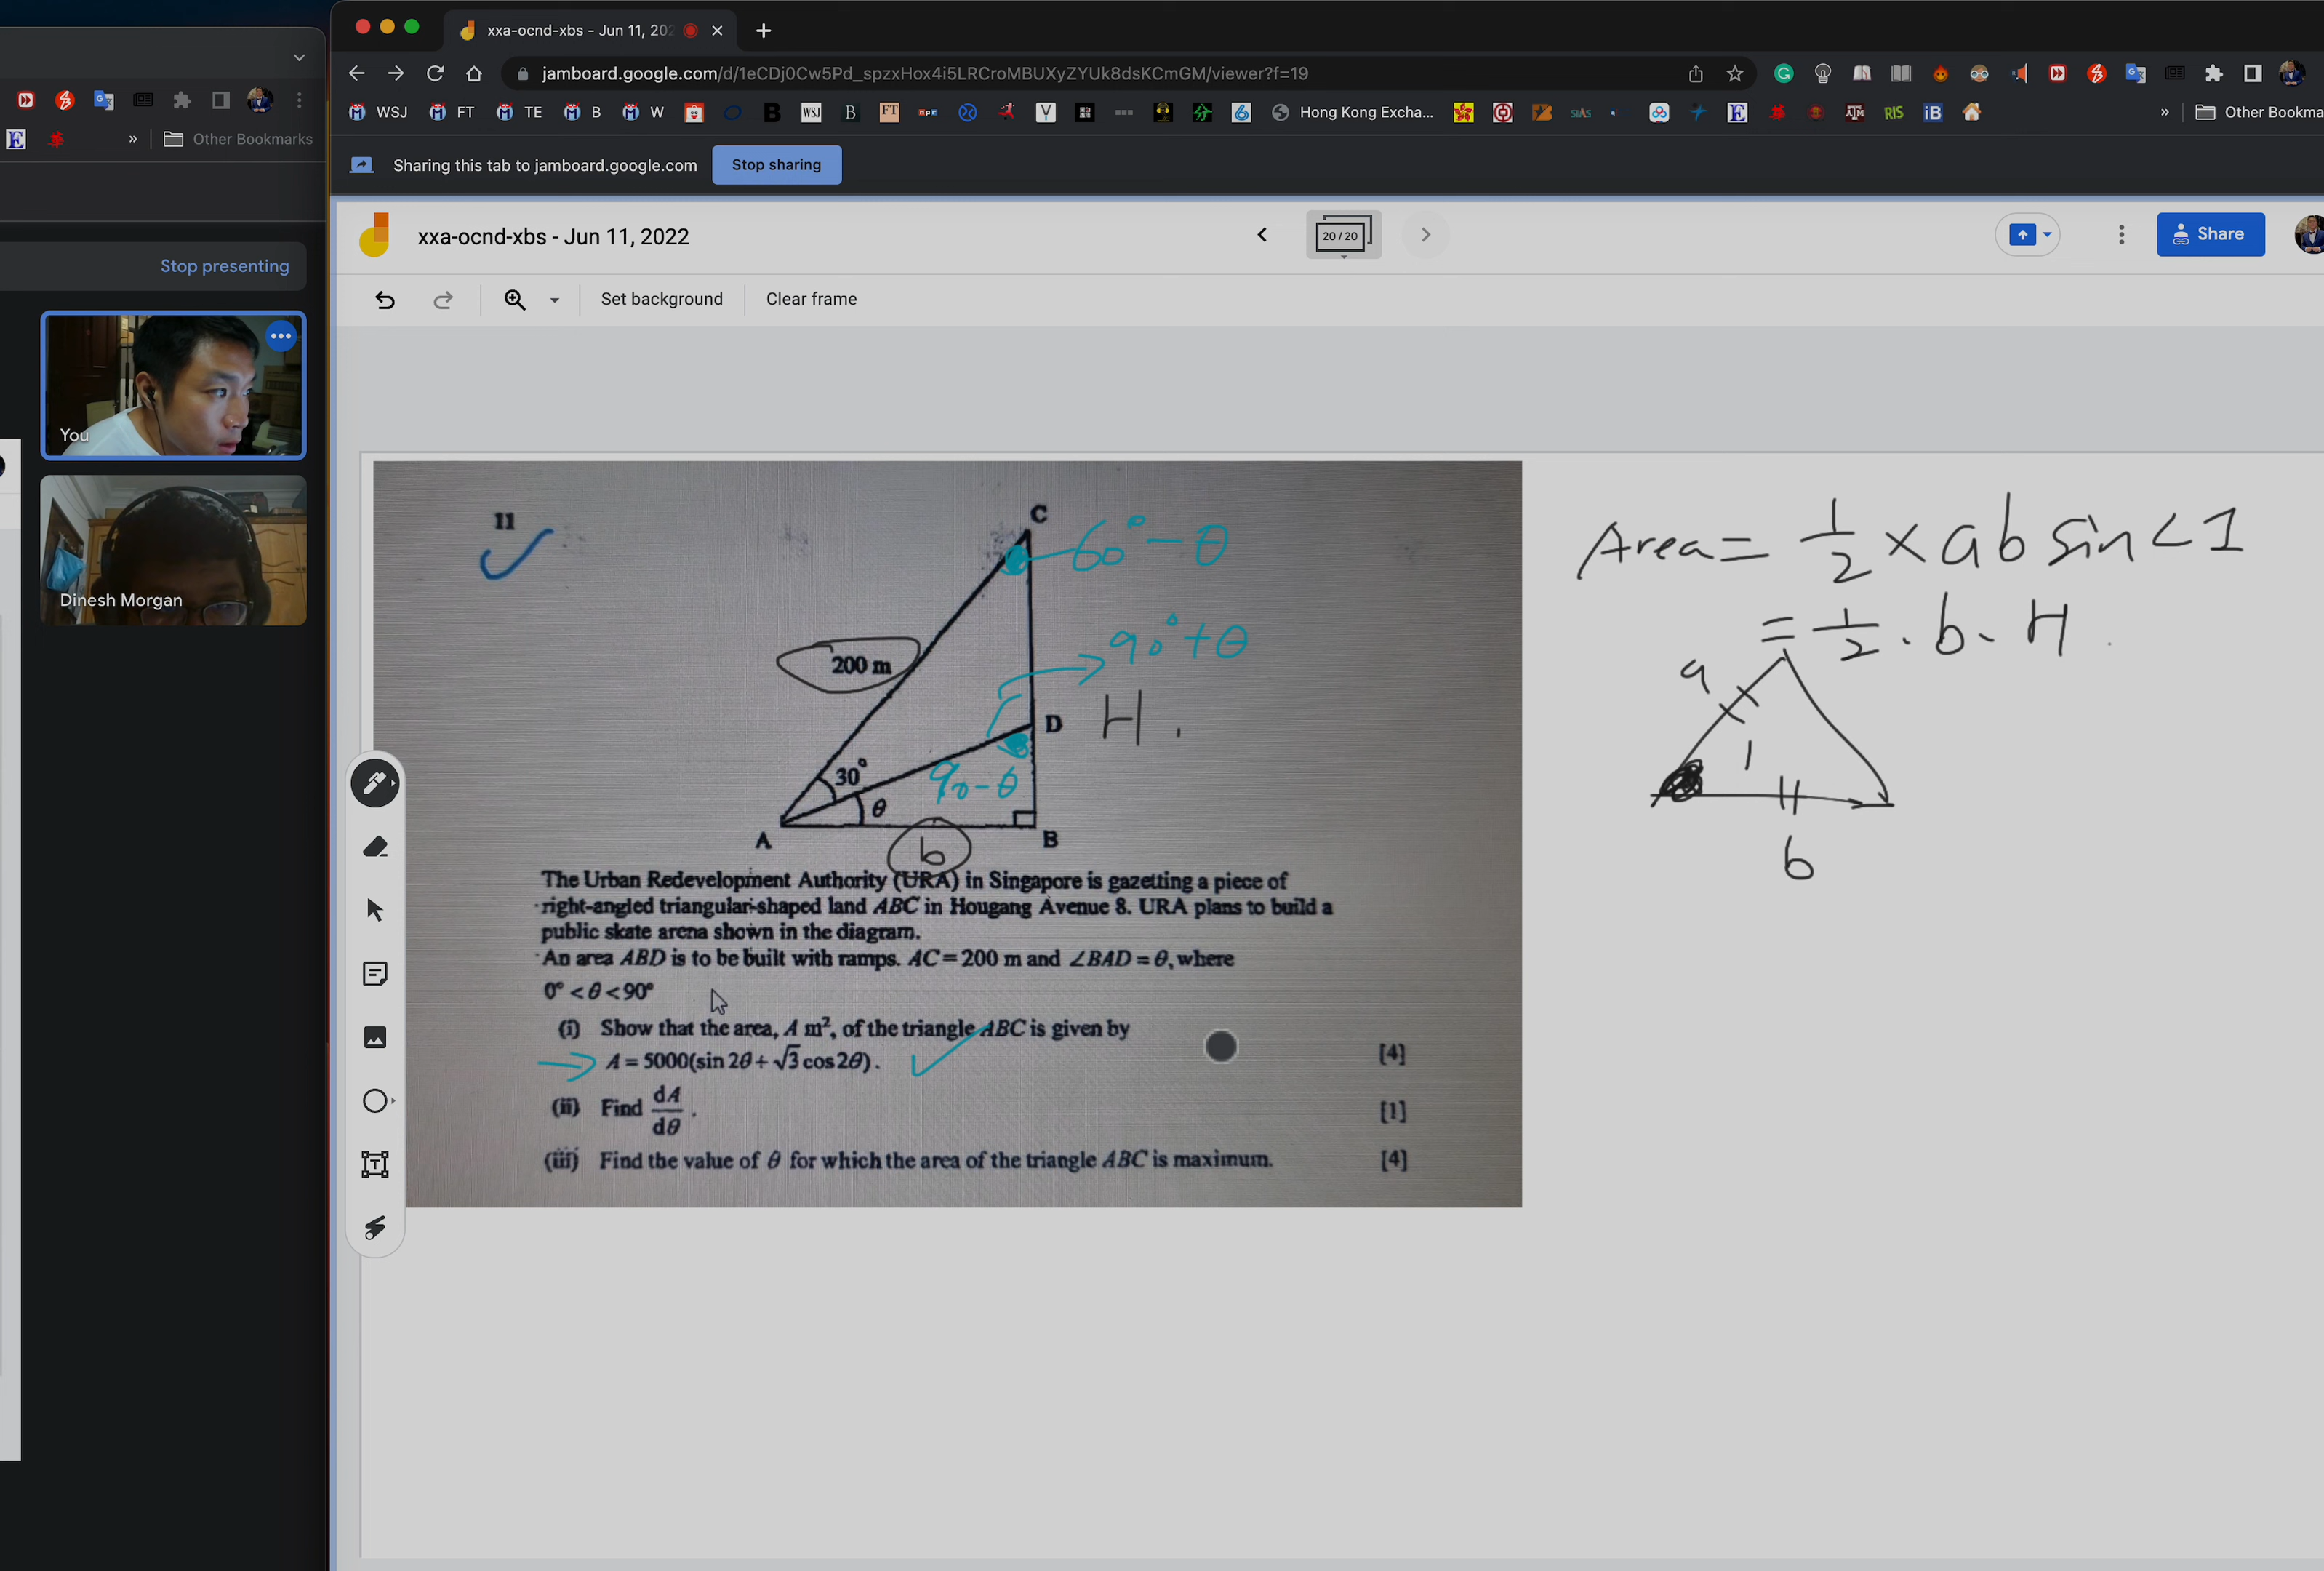 xxa-ocnd-xbs - Jun 11, 202
jamboard.google.com/d/1eCDj0Cw5Pd_spzxHox4i5LRCroMBUXyZYUk8dsKCmGM/viewer?f=19
WSJ FT TE B W Hong Kong Excha... RIS iB » Other Bookma
» Other Bookmarks
Sharing this tab to jamboard.google.com Stop sharing
xxa-ocnd-xbs - Jun 11, 2022 20 / 20 Share
Set background Clear frame
Stop presenting
You
Dinesh Morgan
11
C
60° - θ
200 m
90° + θ
D H.
30°
90 - θ
θ
A b B
The Urban Redevelopment Authority (URA) in Singapore is gazetting a piece of
right-angled triangular-shaped land ABC in Hougang Avenue 8. URA plans to build a
public skate arena shown in the diagram.
An area ABD is to be built with ramps. AC = 200 m and ∠BAD = θ, where
0° < θ < 90°
(i) Show that the area, A m², of the triangle ABC is given by
A = 5000(sin 2θ + √3 cos 2θ). [4]
(ii) Find dA/dθ. [1]
(iii) Find the value of θ for which the area of the triangle ABC is maximum. [4]
Area = 1/2 × ab sin < 1
= 1/2 · b · H.
a
1
b